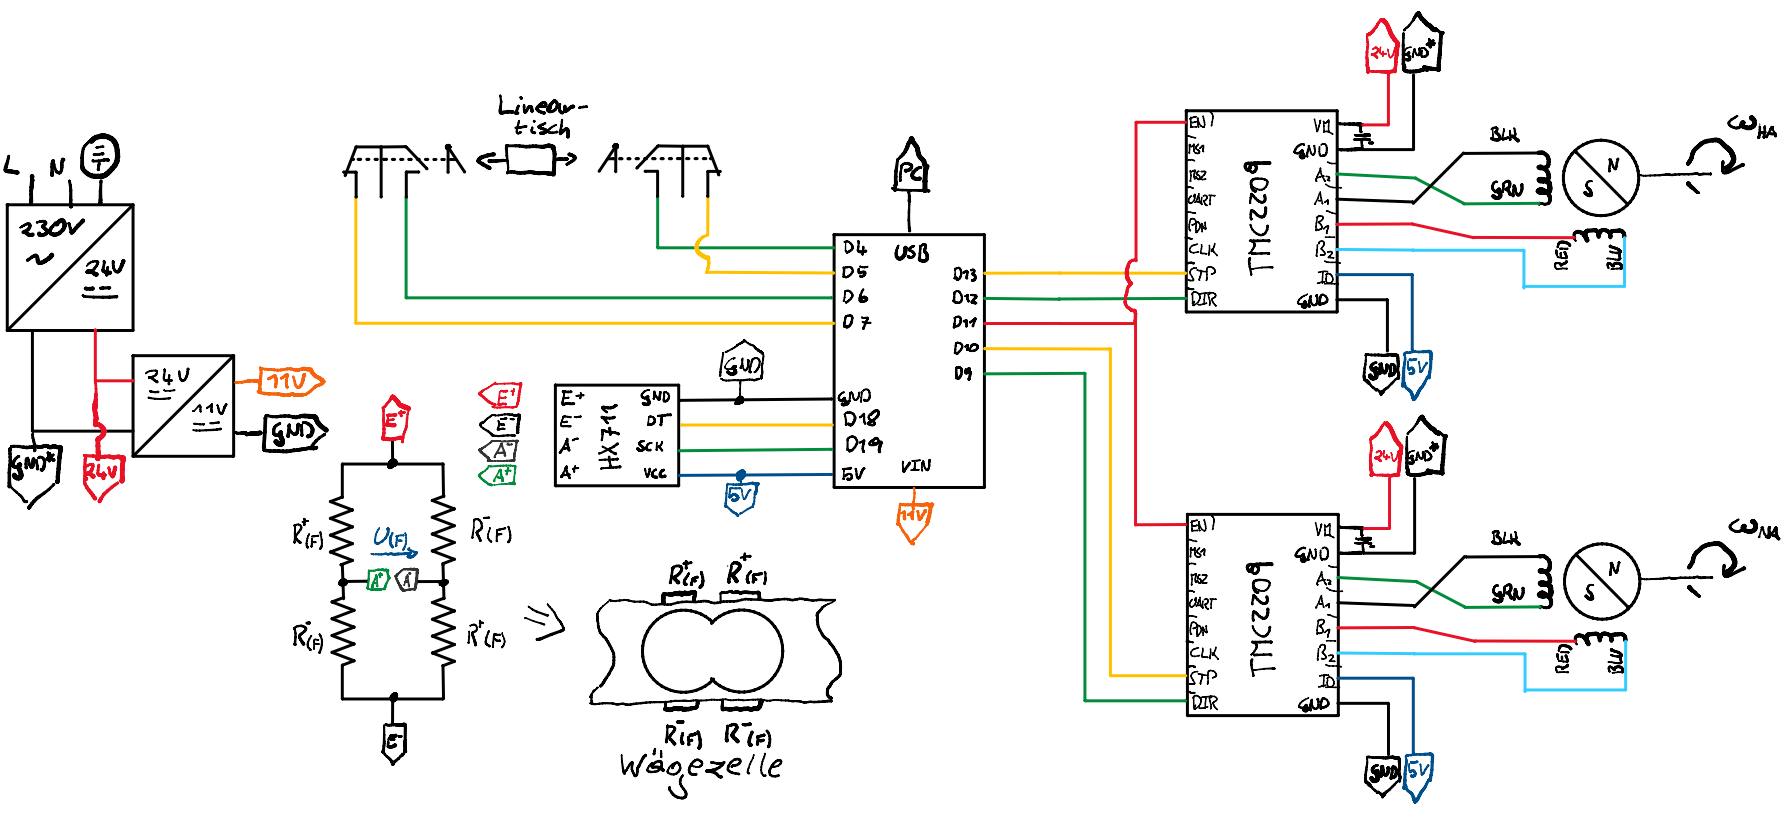 L N E
230V
24V
24V
11V
11V
GND
GND*
24V
Linear-
tisch
PC
USB
D4
D5
D6
D7
GND
D18
D19
5V
VIN
11V
D13
D12
D11
D10
D9
GND
5V
E+
E-
A-
A+
HX711
GND
DT
SCK
VCC
E+
E-
A-
A+
E+
R+(F)
R-(F)
U(F)
A+
A-
R-(F)
R+(F)
E-
R+(F) R+(F)
R-(F) R-(F)
Wägezelle
24V GND*
EN
MS1
MS2
UART
PDN
CLK
STP
DIR
TMC2209
VM
GND
A2
A1
B1
B2
IO
GND
GND 5V
BLK
GRN
RED
BLU
N
S
ωHA
24V GND*
EN
MS1
MS2
UART
PDN
CLK
STP
DIR
TMC2209
VM
GND
A2
A1
B1
B2
IO
GND
GND 5V
BLK
GRN
RED
BLU
N
S
ωNA